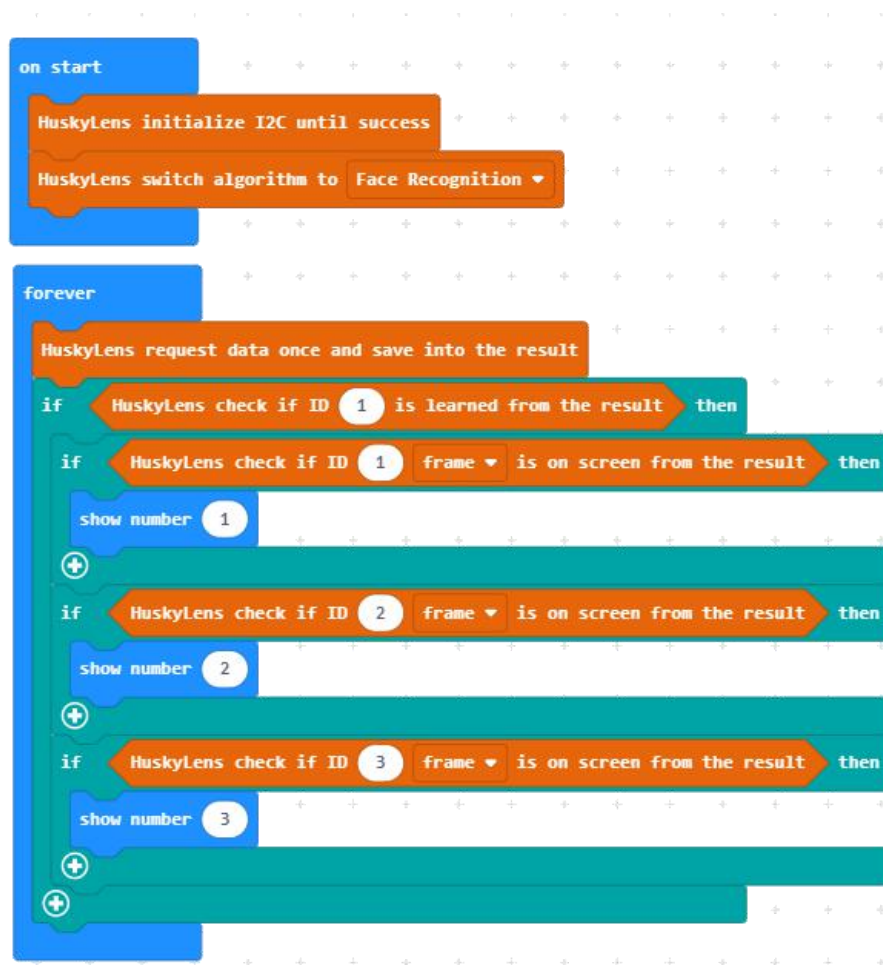 on start
HuskyLens initialize I2C until success
HuskyLens switch algorithm to Face Recognition
forever
HuskyLens request data once and save into the result
if HuskyLens check if ID 1 is learned from the result then
if HuskyLens check if ID 1 frame is on screen from the result then
show number 1
if HuskyLens check if ID 2 frame is on screen from the result then
show number 2
if HuskyLens check if ID 3 frame is on screen from the result then
show number 3